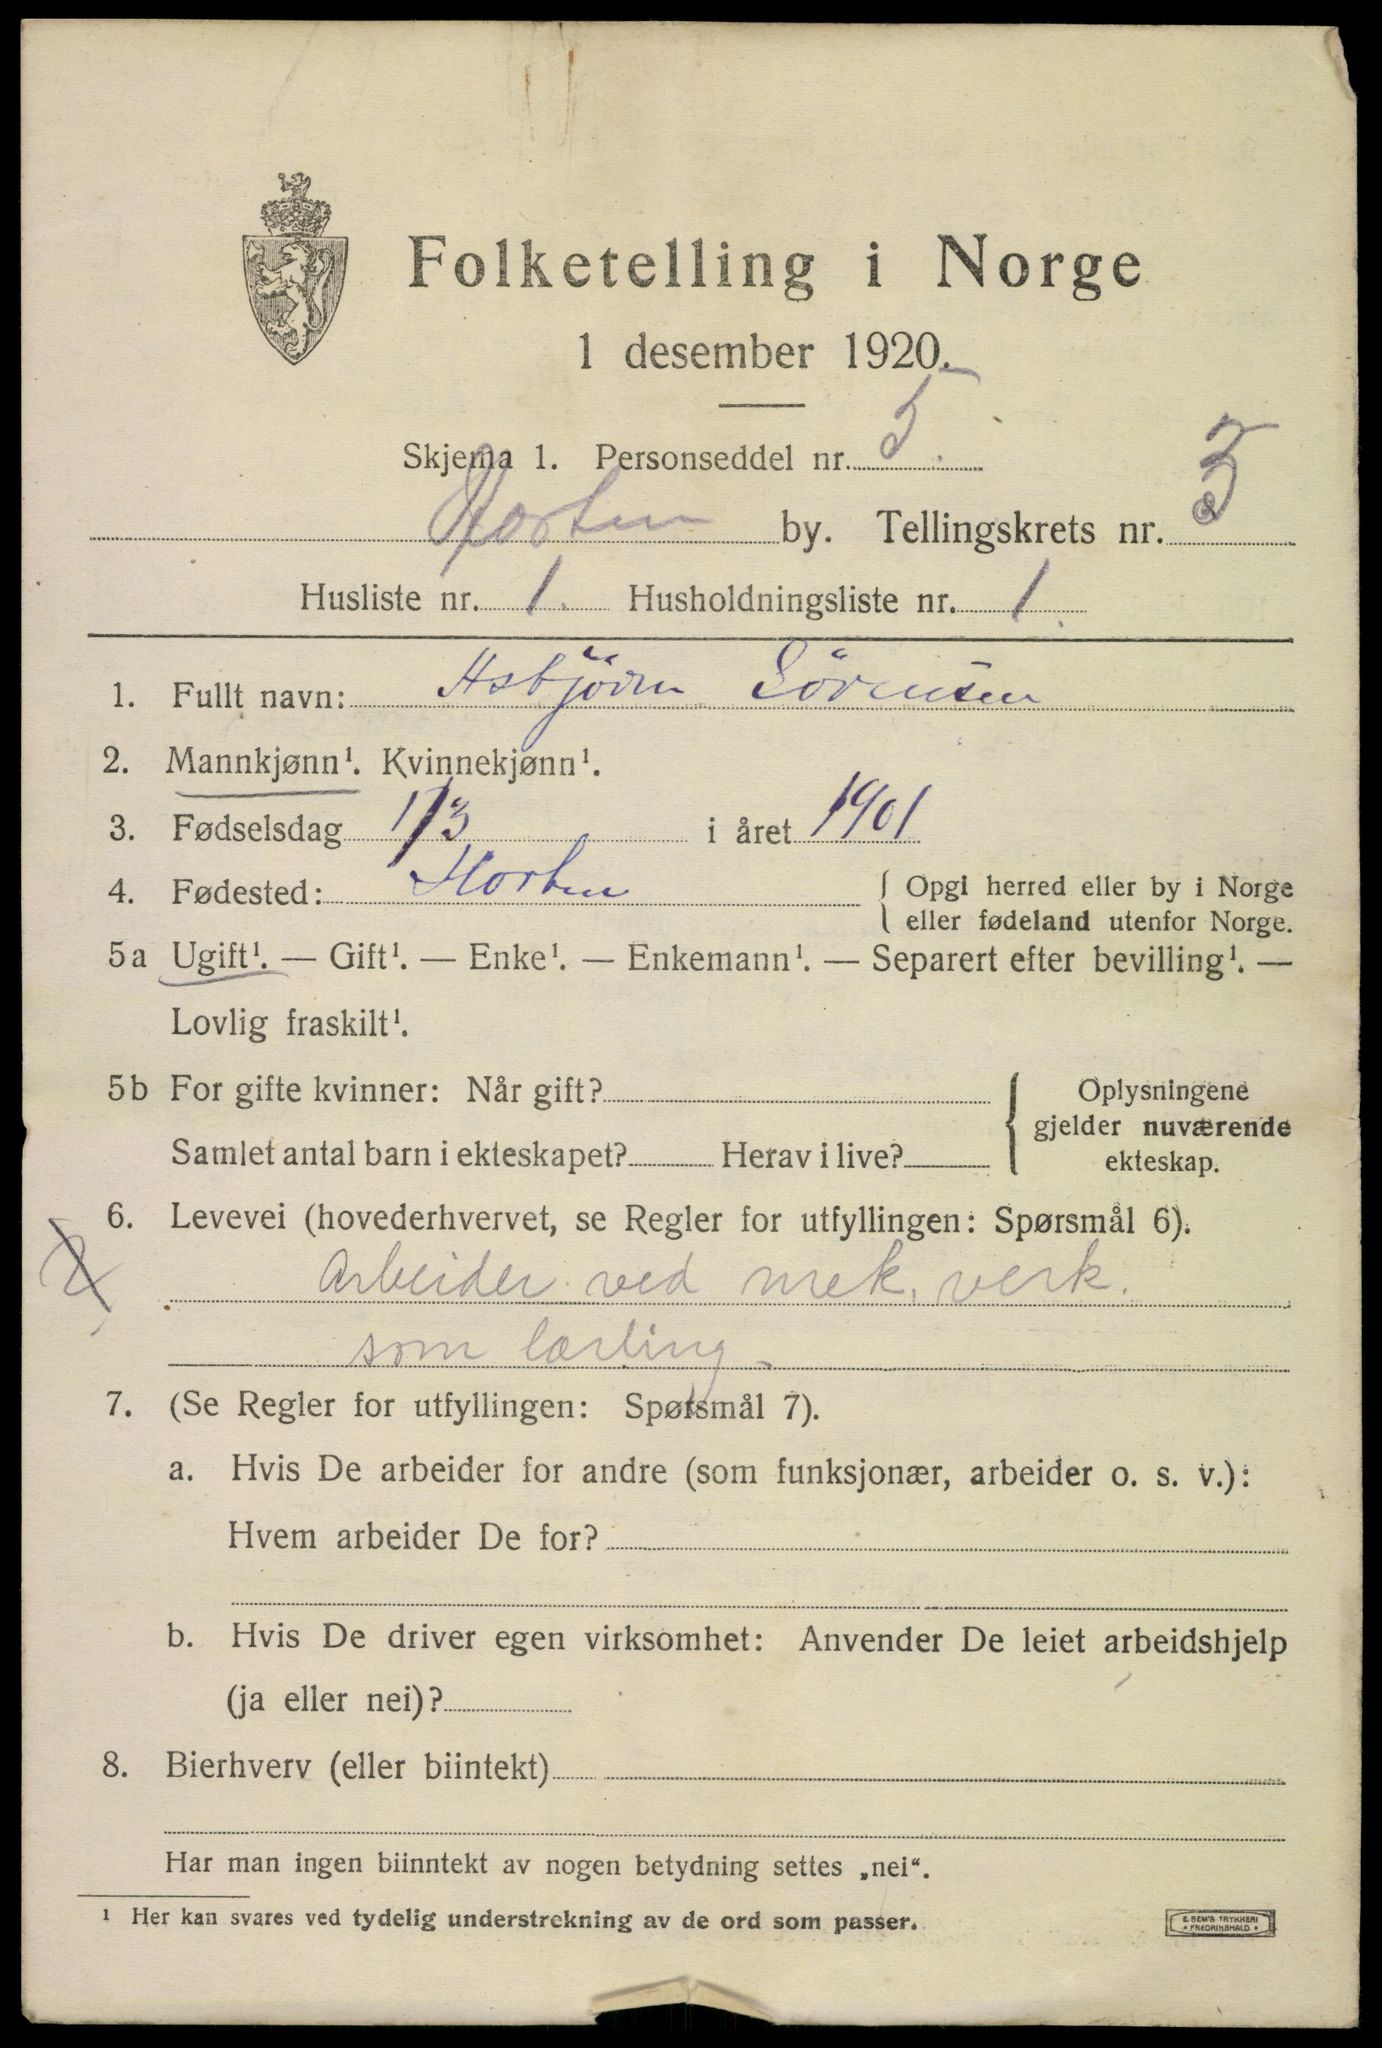 Folketelling i Norge
1 desember 1920.
Skjema 1. Personseddel nr. 5.
Horten by. Tellingskrets nr. 3
Husliste nr. 1. Husholdningsliste nr. 1.
1. Fullt navn: Asbjörn Sörensen
2. Mannkjønn¹. Kvinnekjønn¹.
3. Fødselsdag 1/3 i året 1901
4. Fødested: Horten { Opgi herred eller by i Norge
eller fødeland utenfor Norge.
5a Ugift¹. — Gift¹. — Enke¹. — Enkemann¹. — Separert efter bevilling¹. —
Lovlig fraskilt¹.
5b For gifte kvinner: Når gift? { Oplysningene
gjelder nuværende
Samlet antal barn i ekteskapet? Herav i live? ekteskap.
6. Levevei (hovederhvervet, se Regler for utfyllingen: Spørsmål 6).
2 Arbeider ved mek. verk.
som lærling.
7. (Se Regler for utfyllingen: Spørsmål 7).
a. Hvis De arbeider for andre (som funksjonær, arbeider o. s. v.):
Hvem arbeider De for?
b. Hvis De driver egen virksomhet: Anvender De leiet arbeidshjelp
(ja eller nei)?
8. Bierhverv (eller biintekt)
Har man ingen biinntekt av nogen betydning settes „nei“.
¹ Her kan svares ved tydelig understrekning av de ord som passer.
E. SEM'S TRYKKERI
* FREDRIKSHALD. *